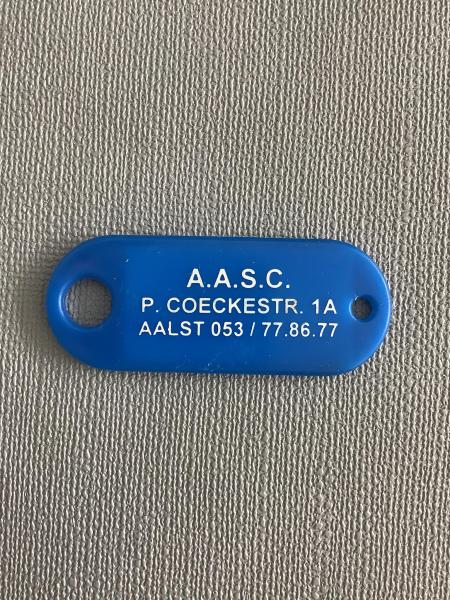 A.A.S.C.
P. COECKESTR. 1A
AALST 053 / 77.86.77